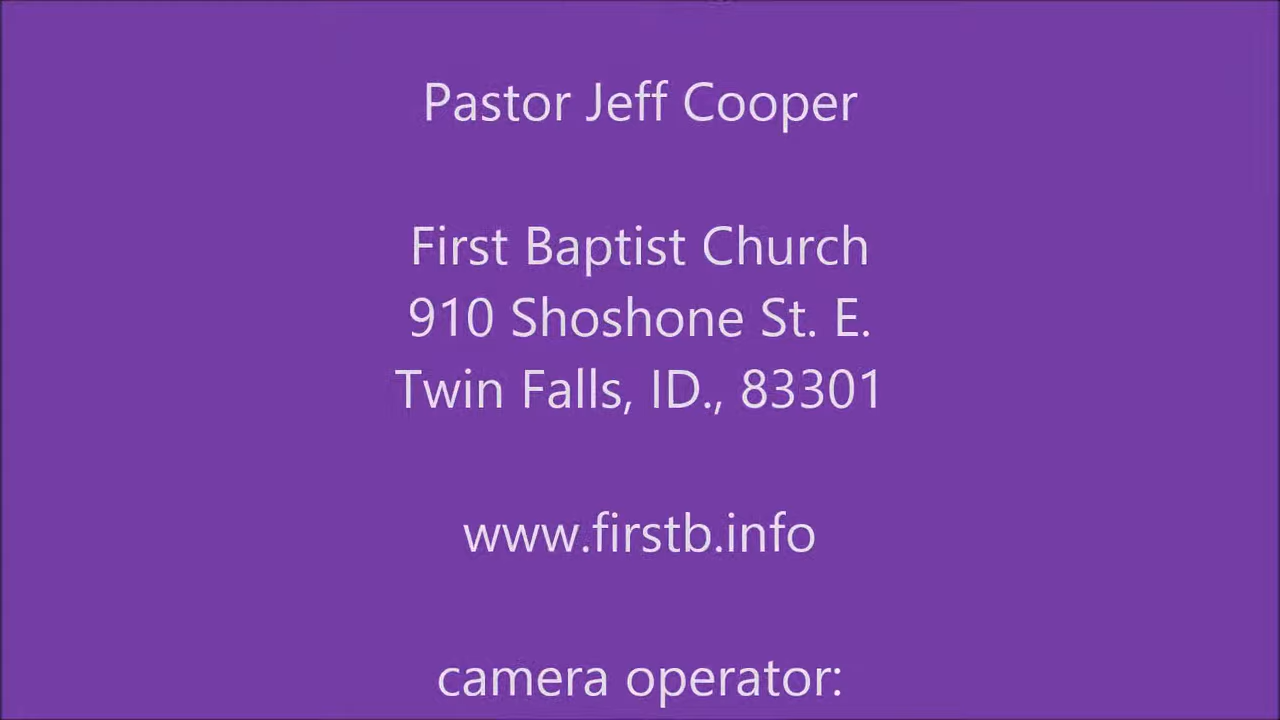 Pastor Jeff Cooper
First Baptist Church
910 Shoshone St. E.
Twin Falls, ID., 83301
www.firstb.info
camera operator: